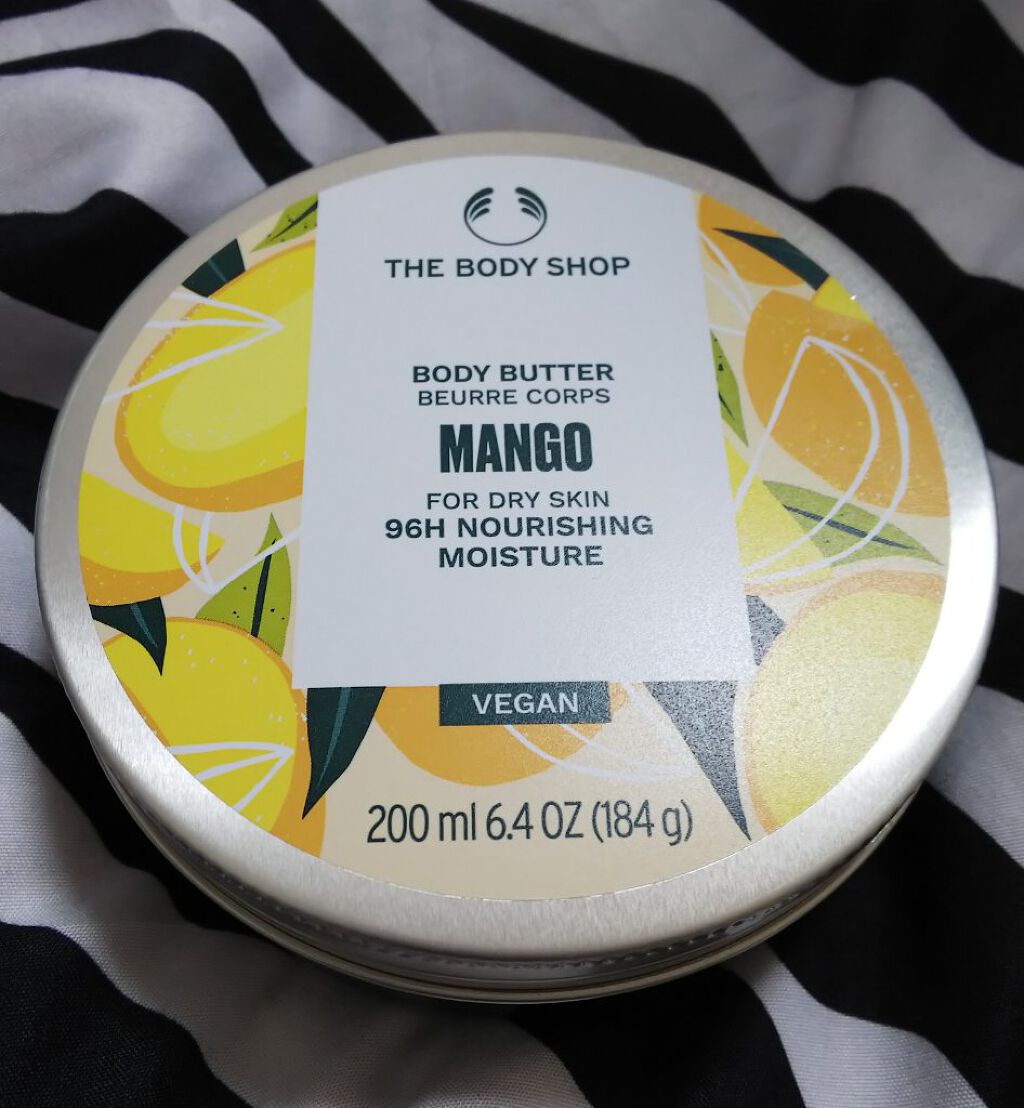 THE BODY SHOP
BODY BUTTER
BEURRE CORPS
MANGO
FOR DRY SKIN
96H NOURISHING
MOISTURE
VEGAN
200 ml 6.4 OZ (184 g)